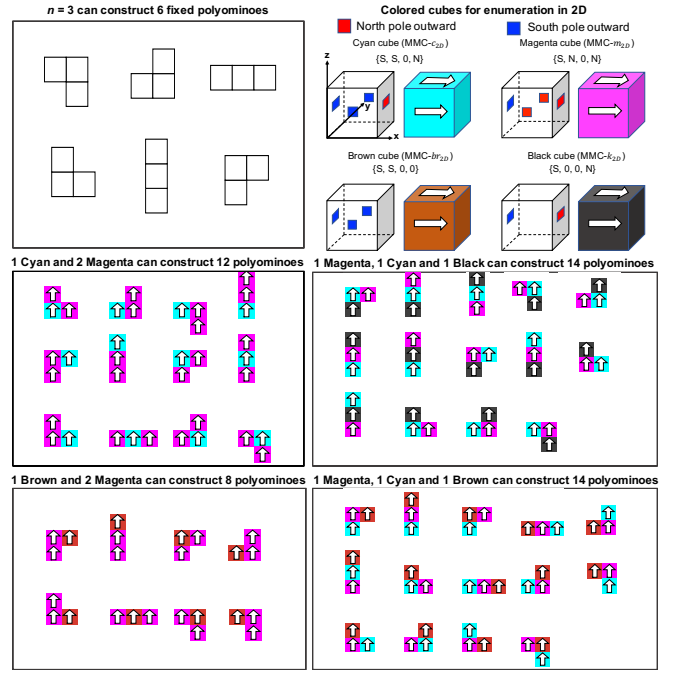 n = 3 can construct 6 fixed polyominoes
Colored cubes for enumeration in 2D
North pole outward
South pole outward
Cyan cube (MMC-c2D)
{S, S, 0, N}
Magenta cube (MMC-m2D)
{S, N, 0, N}
z
y
x
Brown cube (MMC-br2D)
{S, S, 0, 0}
Black cube (MMC-k2D)
{S, 0, 0, N}
1 Cyan and 2 Magenta can construct 12 polyominoes
1 Magenta, 1 Cyan and 1 Black can construct 14 polyominoes
1 Brown and 2 Magenta can construct 8 polyominoes
1 Magenta, 1 Cyan and 1 Brown can construct 14 polyominoes